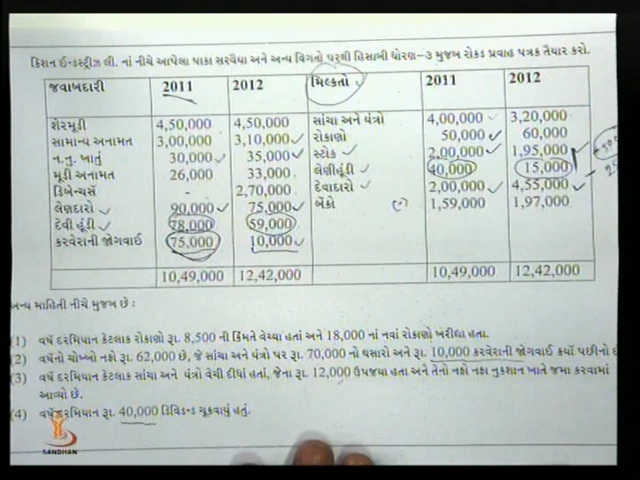 કિશન ઈન્ડસ્ટ્રીઝ લી. નાં નીચે આપેલા પાકા સરવૈયા અને અન્ય વિગતો પરથી હિસાબી ધોરણ-૩ મુજબ રોકડ પ્રવાહ પત્રક તૈયાર કરો.
જવાબદારી 2011 2012 મિલ્કતો 2011 2012
શેરમૂડી 4,50,000 4,50,000 સાંચા અને યંત્રો 4,00,000 3,20,000
સામાન્ય અનામત 3,00,000 3,10,000 રોકાણો 50,000 60,000
ન.નુ. ખાતું 30,000 35,000 સ્ટોક 2,00,000 1,95,000
મૂડી અનામત 26,000 33,000 લેણીહૂંડી 40,000 15,000
ડિબેન્ચર્સ - 2,70,000 દેવાદારો 2,00,000 4,55,000
લેણદારો 90,000 75,000 બેંકો 1,59,000 1,97,000
દેવી હૂંડી 78,000 59,000
કરવેરાની જોગવાઈ 75,000 10,000
10,49,000 12,42,000 10,49,000 12,42,000
અન્ય માહિતી નીચે મુજબ છે :
(1) વર્ષ દરમિયાન કેટલાક રોકાણો રૂા. 8,500 ની કિંમતે વેચ્યા હતાં અને 18,000 નાં નવાં રોકાણો ખરીદ્યા હતા.
(2) વર્ષનો ચોખ્ખો નફો રૂા. 62,000 છે, જે સાંચા અને યંત્રો પર રૂા. 70,000 નો ઘસારો અને રૂા. 10,000 કરવેરાની જોગવાઈ કર્યા પછીનો
(3) વર્ષ દરમિયાન કેટલાક સાંચા અને યંત્રો વેચી દીધાં હતાં, જેના રૂા. 12,000 ઉપજયા હતા અને તેનો નફો નફા નુકશાન ખાતે જમા કરવામાં
આવ્યો છે.
(4) વર્ષ દરમિયાન રૂા. 40,000 ડિવિડન્ડ ચૂકવાયું હતું.
SANDHAN